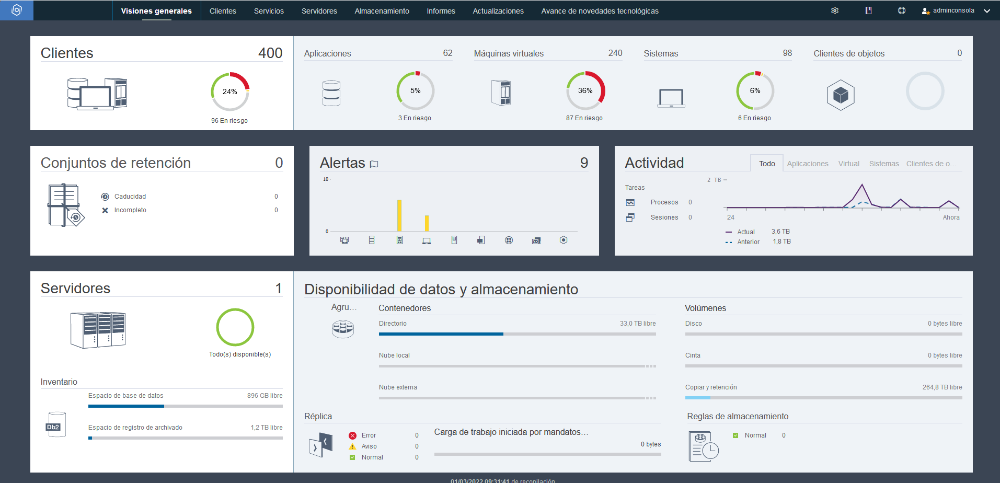 Visiones generales
Clientes
Servicios
Servidores
Almacenamiento
Informes
Actualizaciones
Avance de novedades tecnológicas
adminconsola
Clientes 400
24%
96 En riesgo
Aplicaciones 62
5%
3 En riesgo
Máquinas virtuales 240
36%
87 En riesgo
Sistemas 98
6%
6 En riesgo
Clientes de objetos 0
Conjuntos de retención 0
Caducidad 0
Incompleto 0
Alertas 9
10
0
Actividad
Todo
Aplicaciones
Virtual
Sistemas
Clientes de o...
Tareas
Procesos 0
Sesiones 0
2 TB
24
Ahora
Actual 3,6 TB
Anterior 1,8 TB
Servidores 1
Todo(s) disponible(s)
Inventario
Db2
Espacio de base de datos 896 GB libre
Espacio de registro de archivado 1,2 TB libre
Disponibilidad de datos y almacenamiento
Agru...
Contenedores
Directorio 33,0 TB libre
Nube local
Nube externa
Volúmenes
Disco 0 bytes libre
Cinta 0 bytes libre
Copiar y retención 264,8 TB libre
Réplica
Error 0
Aviso 0
Normal 0
Carga de trabajo iniciada por mandatos...
0 bytes
Reglas de almacenamiento
Normal 0
01/03/2022 09:31:41 de recopilación